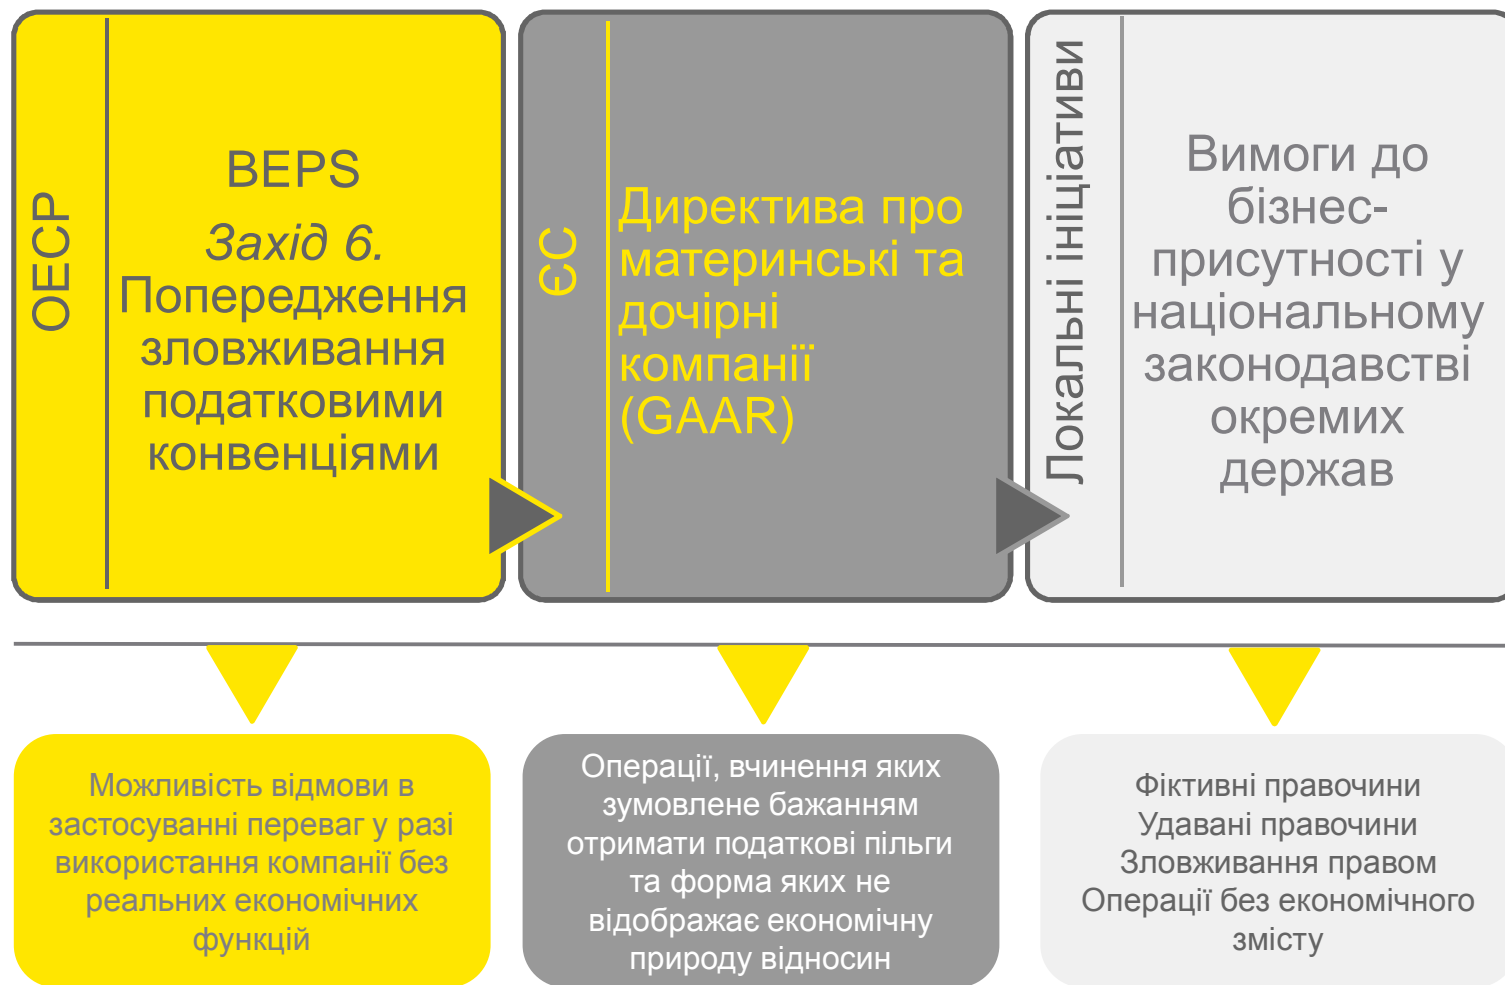 ОЕСР
BEPS
Захід 6.
Попередження
зловживання
податковими
конвенціями
ЄС
Директива про
материнські та
дочірні
компанії
(GAAR)
Локальні ініціативи
Вимоги до
бізнес-
присутності у
національному
законодавстві
окремих
держав
Можливість відмови в
застосуванні переваг у разі
використання компанії без
реальних економічних
функцій
Операції, вчинення яких
зумовлене бажанням
отримати податкові пільги
та форма яких не
відображає економічну
природу відносин
Фіктивні правочини
Удавані правочини
Зловживання правом
Операції без економічного
змісту